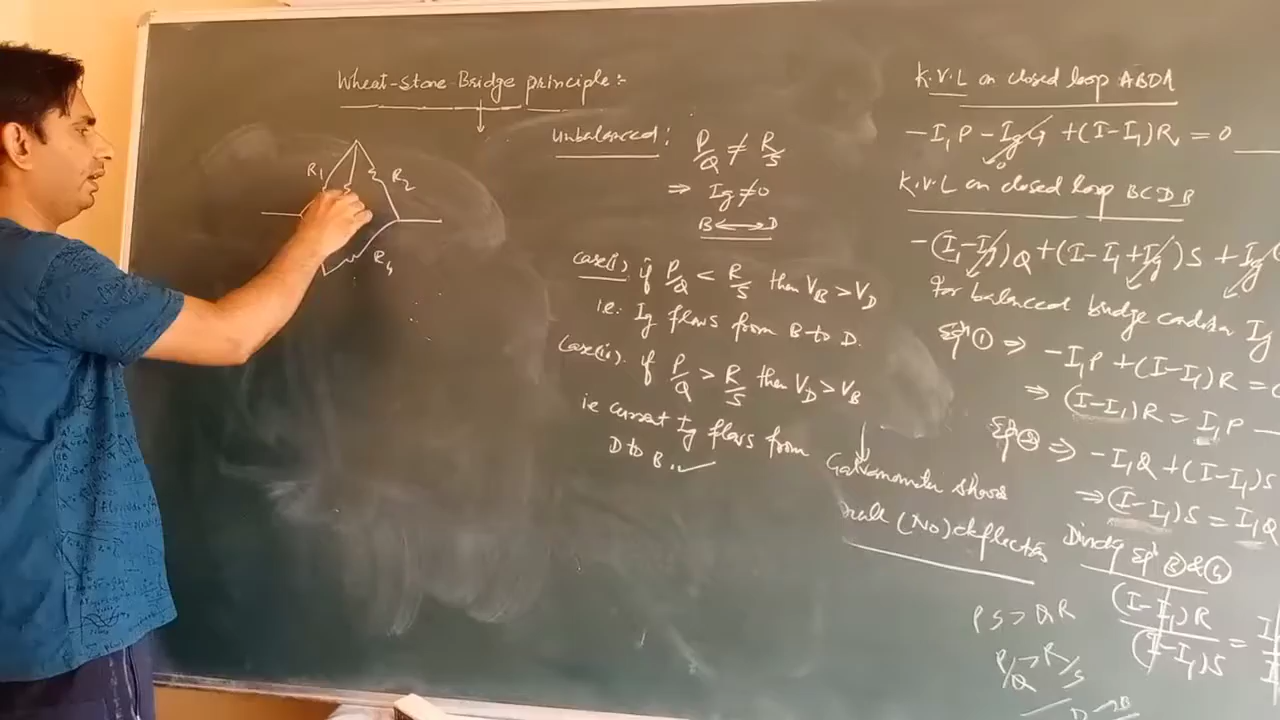 Wheat-Stone Bridge principle:-
R1
R2
R4
Unbalanced:
P/Q ≠ R/S
⇒ Ig ≠ 0
B ⟷ D
Case(i): if P/Q < R/S then VB > VD
i.e. Ig flows from B to D.
Case(ii). if P/Q > R/S then VD > VB
ie current Ig flows from
D to B. ✓
K.V.L on closed loop ABDA
-I1P - IgG + (I-I1)R = 0
0
K.V.L on closed loop BCDB
-(I1-Ig)Q + (I-I1+Ig)S + Ig
for balanced bridge condition Ig
Eqn ① ⇒ -I1P + (I-I1)R =
⇒ (I-I1)R = I1P
Eqn ② ⇒ -I1Q + (I-I1)S
⇒ (I-I1)S = I1Q
Galvanometer shows
null (No) deflection
Dividing Eqn ③ & ④
(I-I1)R / (I-I1)S =
PS > QR
P/Q > R/S
D → B